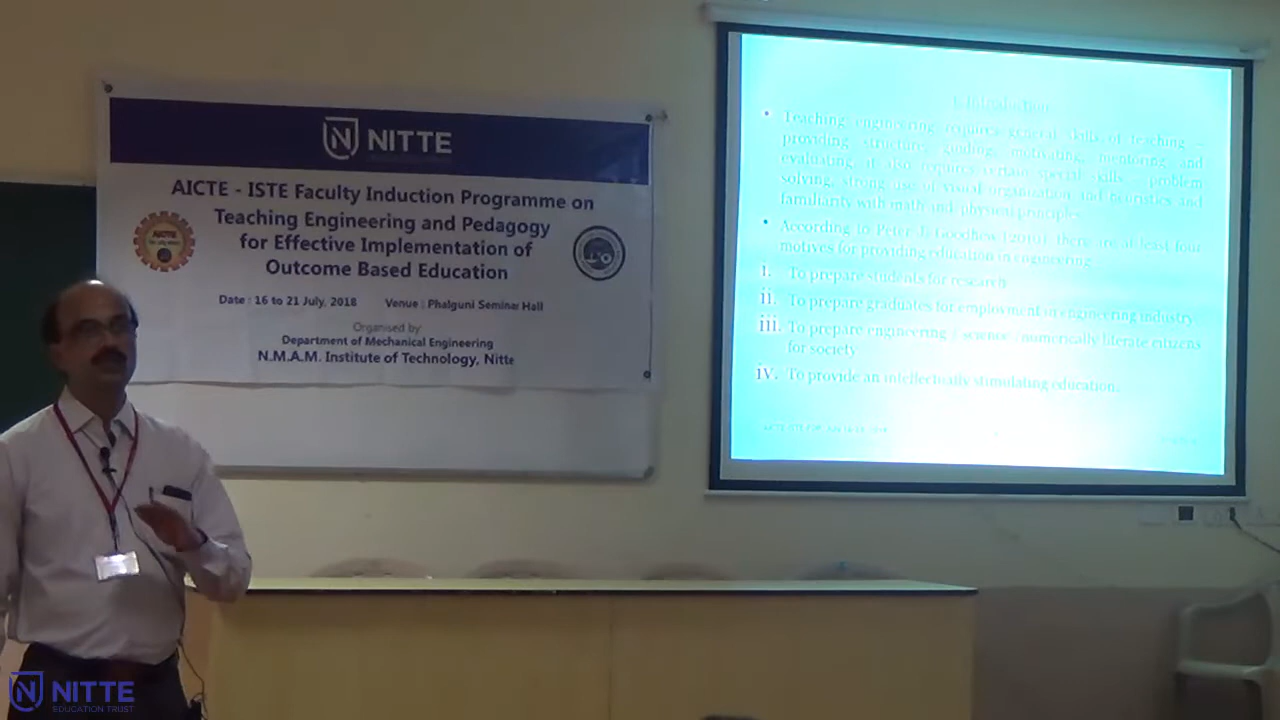 NITTE
AICTE - ISTE Faculty Induction Programme on
Teaching Engineering and Pedagogy
for Effective Implementation of
Outcome Based Education
Date : 16 to 21 July, 2018 Venue : Phalguni Seminar Hall
Organised by
Department of Mechanical Engineering
N.M.A.M. Institute of Technology, Nitte
1. Introduction
• Teaching engineering requires general skills of teaching –
providing structure, guiding, motivating, mentoring and
evaluating, it also requires certain special skills – problem
solving, strong use of visual organization and heuristics and
familiarity with math and physical principles.
• According to Peter J. Goodhew (2010), there are at least four
motives for providing education in engineering
i. To prepare students for research
ii. To prepare graduates for employment in engineering industry
iii. To prepare engineering / science /numerically literate citizens
for society
iv. To provide an intellectually stimulating education.
NITTE
EDUCATION TRUST